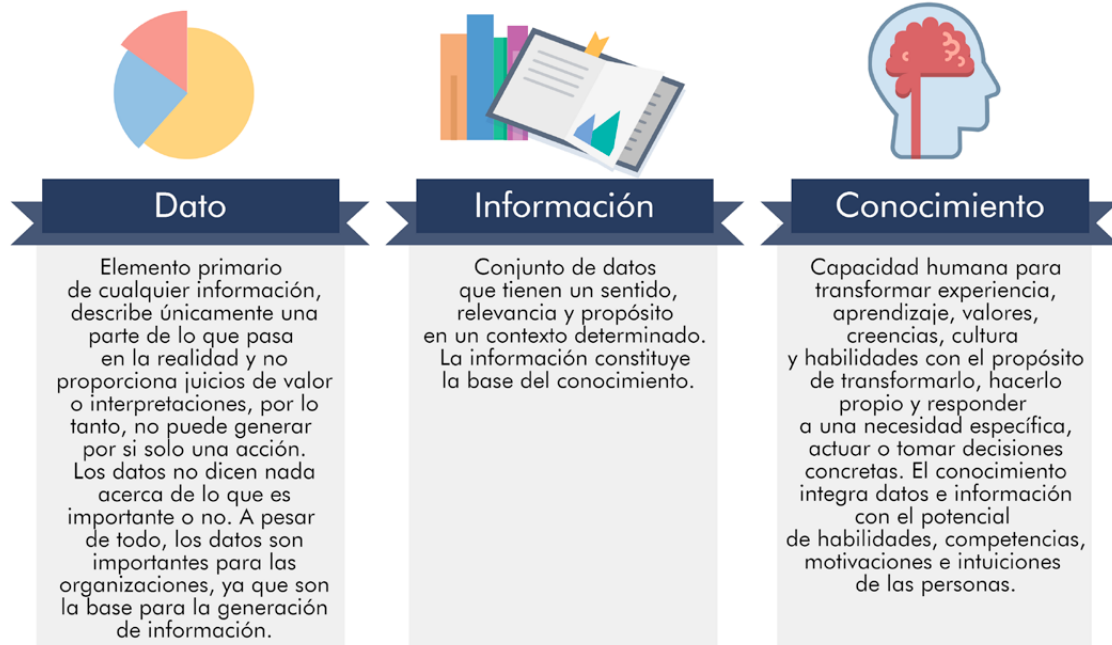 Dato
Elemento primario
de cualquier información,
describe únicamente una
parte de lo que pasa
en la realidad y no
proporciona juicios de valor
o interpretaciones, por lo
tanto, no puede generar
por si solo una acción.
Los datos no dicen nada
acerca de lo que es
importante o no. A pesar
de todo, los datos son
importantes para las
organizaciones, ya que son
la base para la generación
de información.
Información
Conjunto de datos
que tienen un sentido,
relevancia y propósito
en un contexto determinado.
La información constituye
la base del conocimiento.
Conocimiento
Capacidad humana para
transformar experiencia,
aprendizaje, valores,
creencias, cultura
y habilidades con el propósito
de transformarlo, hacerlo
propio y responder
a una necesidad específica,
actuar o tomar decisiones
concretas. El conocimiento
integra datos e información
con el potencial
de habilidades, competencias,
motivaciones e intuiciones
de las personas.